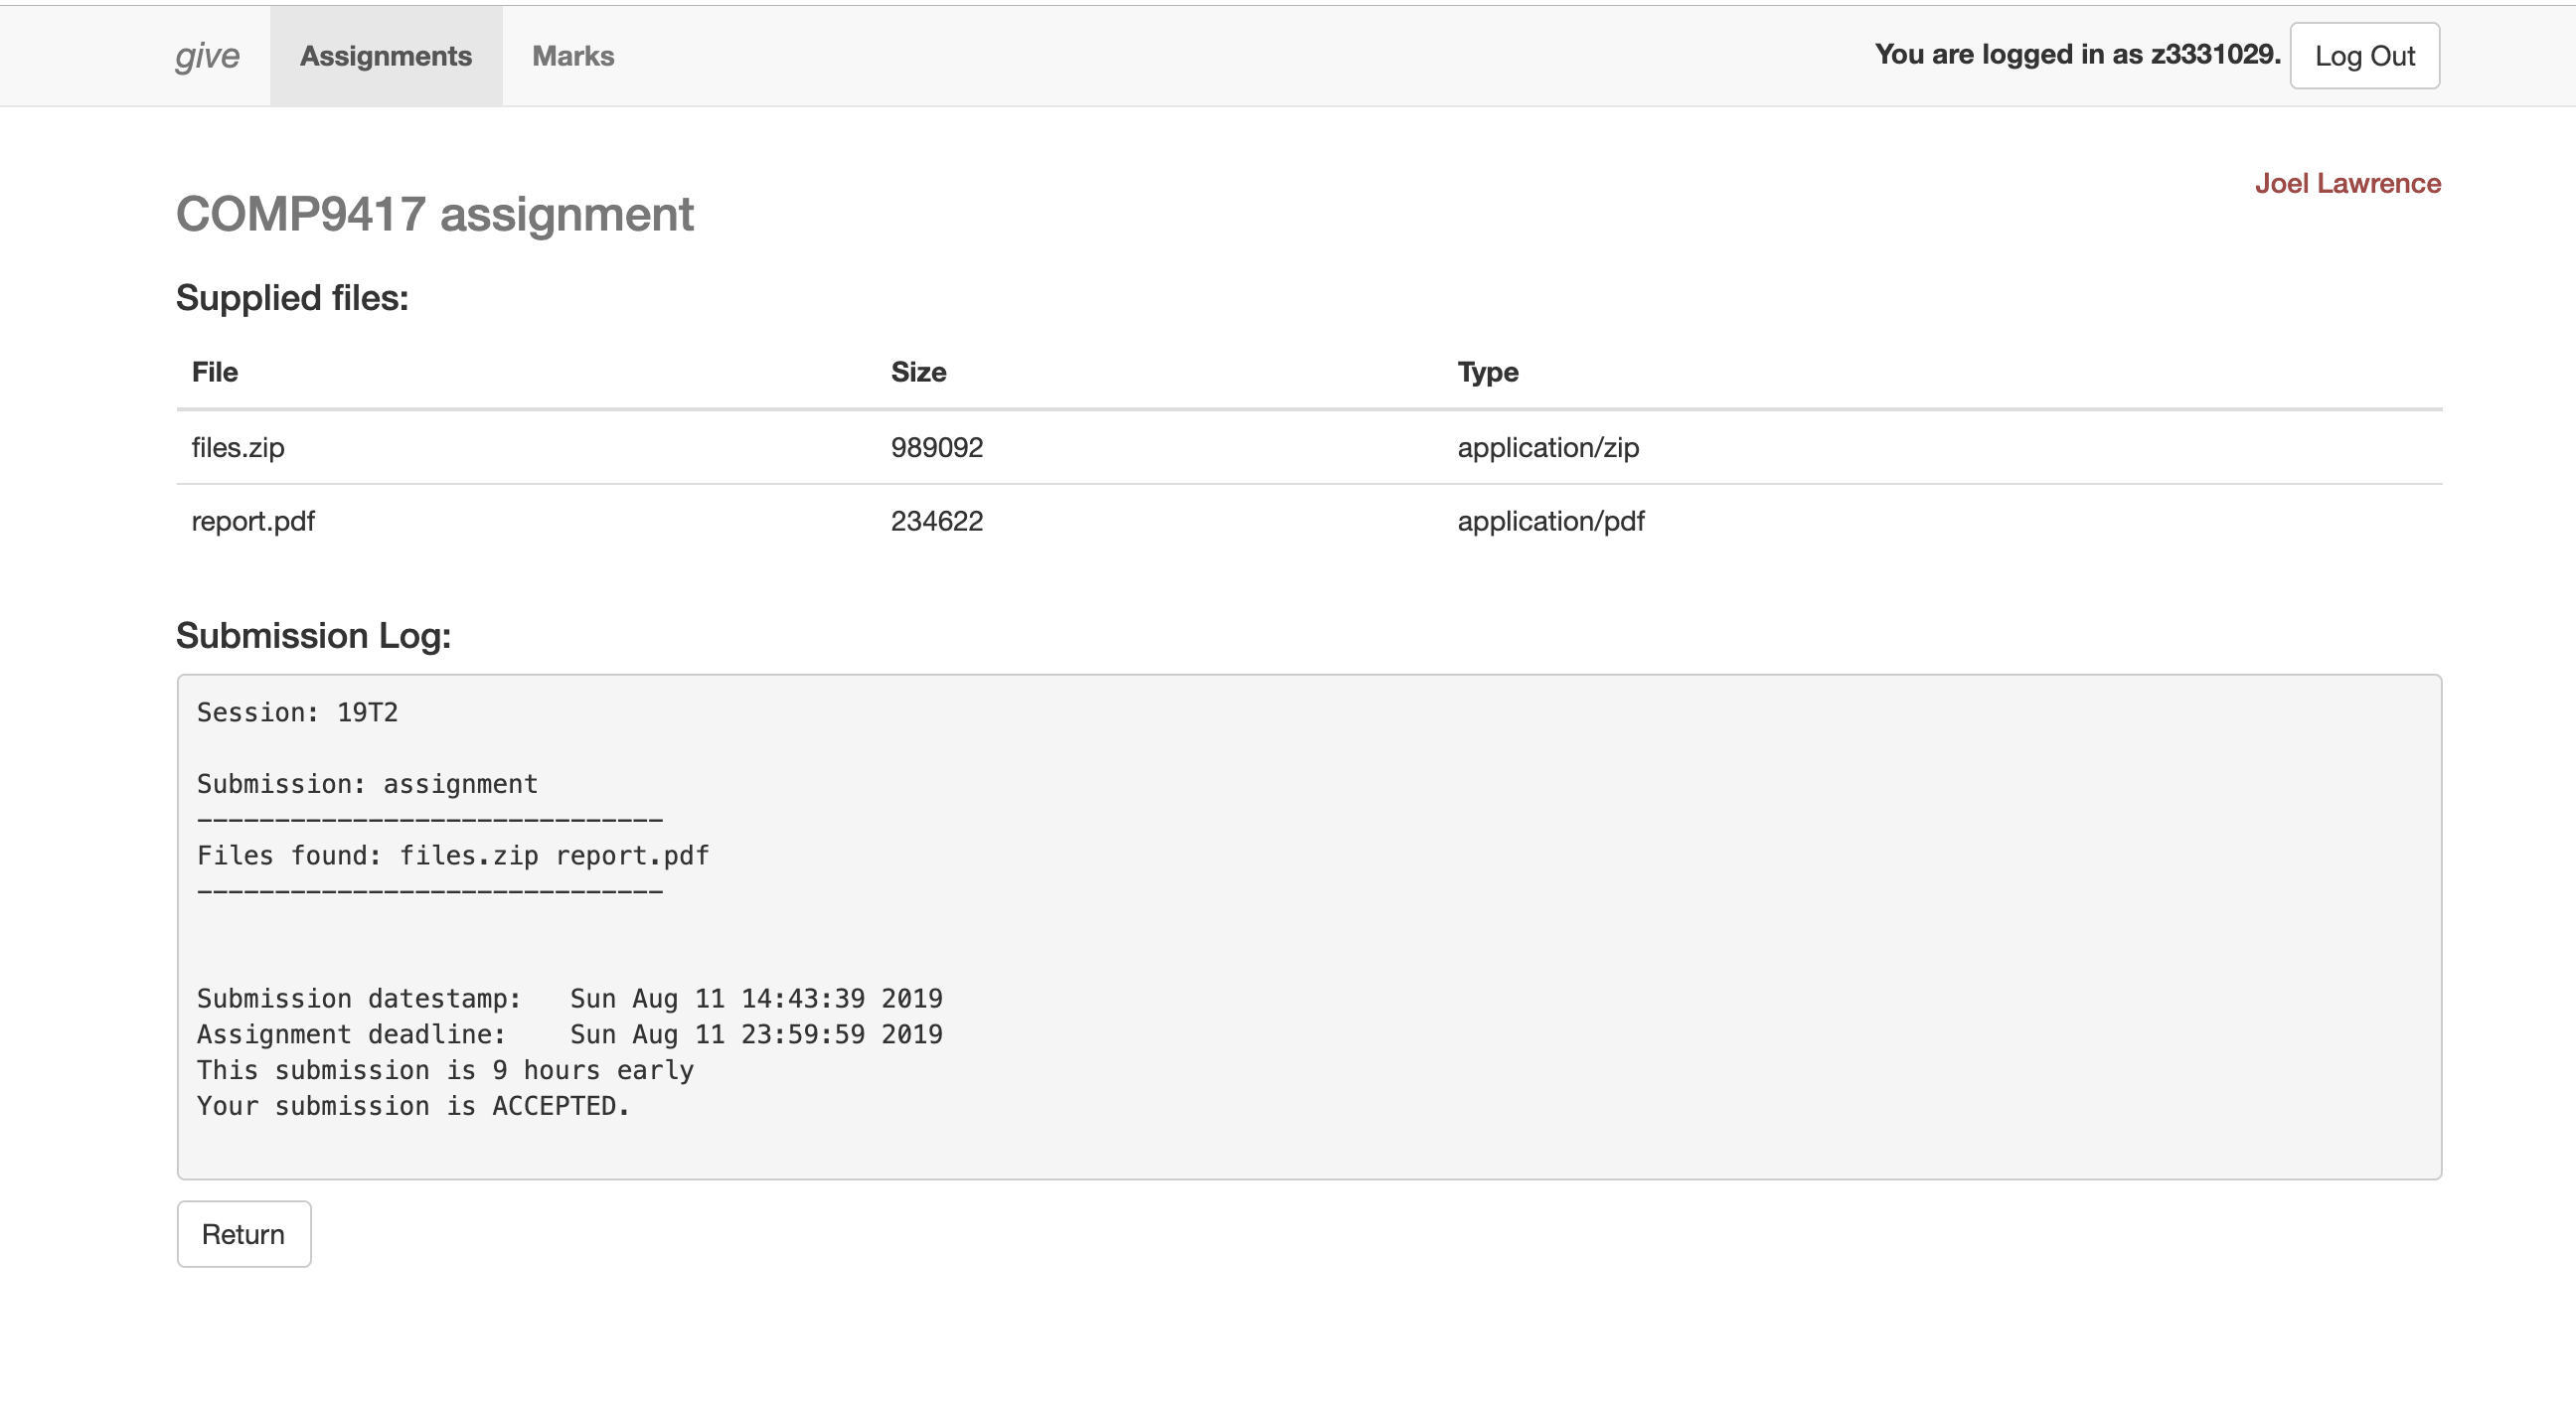 give Assignments Marks You are logged in as z3331029. Log Out
Joel Lawrence
COMP9417 assignment
Supplied files:
File Size Type
files.zip 989092 application/zip
report.pdf 234622 application/pdf
Submission Log:
Session: 19T2
Submission: assignment
------------------------------
Files found: files.zip report.pdf
------------------------------
Submission datestamp:   Sun Aug 11 14:43:39 2019
Assignment deadline:    Sun Aug 11 23:59:59 2019
This submission is 9 hours early
Your submission is ACCEPTED.
Return